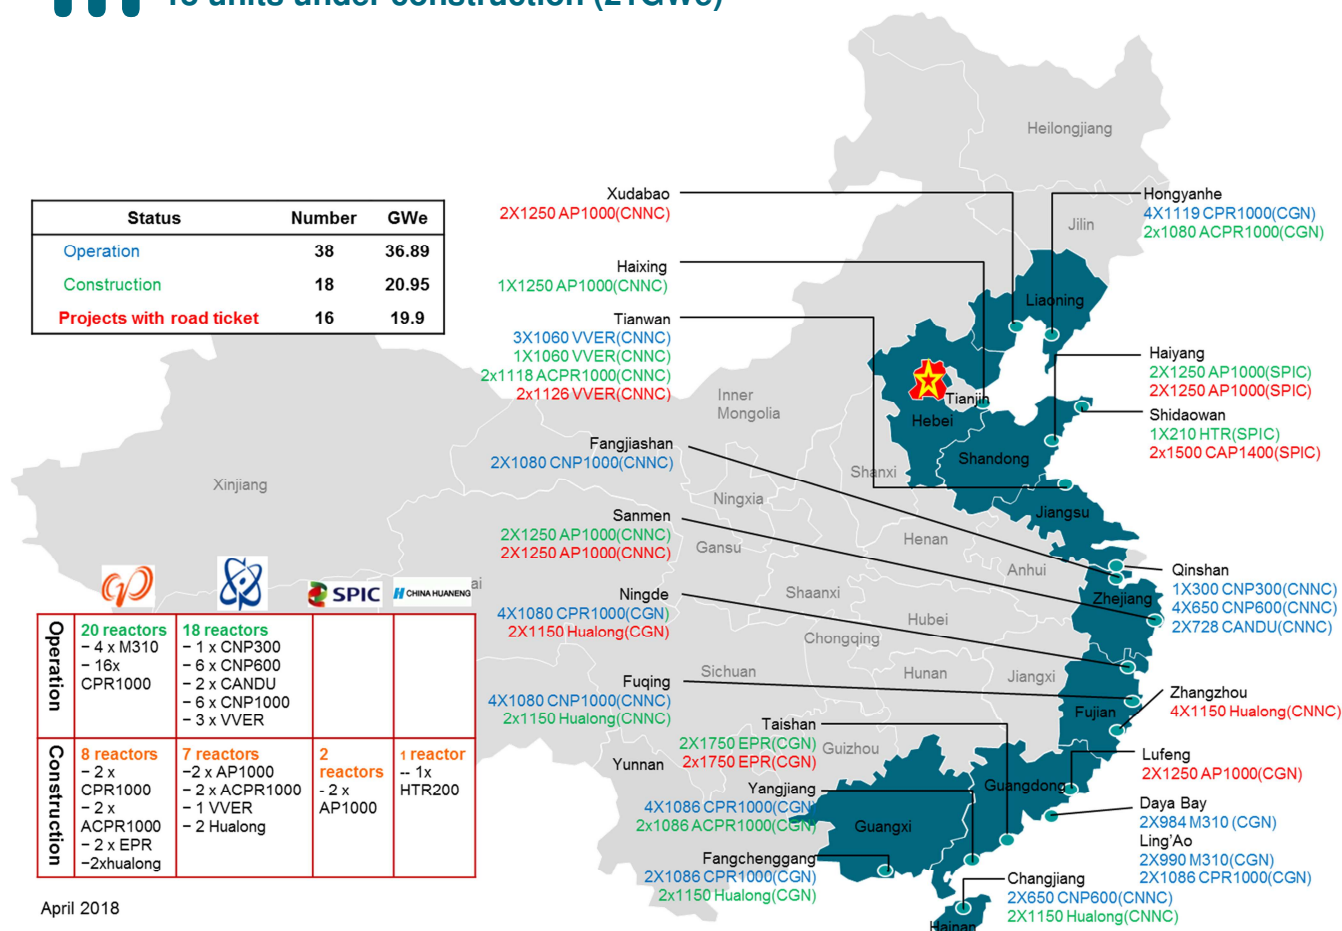 18 units under construction (21GWe)
Status Number GWe
Operation 38 36.89
Construction 18 20.95
Projects with road ticket 16 19.9
Heilongjiang
Jilin
Liaoning
Inner
Mongolia
Tianjin
Hebei
Shandong
Shanxi
Xinjiang
Ningxia
Gansu
Jiangsu
Henan
Anhui
Shaanxi
Hubei
Zhejiang
Chongqing
Sichuan
Hunan
Jiangxi
Fujian
Guizhou
Yunnan
Guangdong
Guangxi
Hainan
ai
Xudabao
2X1250 AP1000(CNNC)
Haixing
1X1250 AP1000(CNNC)
Tianwan
3X1060 VVER(CNNC)
1X1060 VVER(CNNC)
2x1118 ACPR1000(CNNC)
2x1126 VVER(CNNC)
Fangjiashan
2X1080 CNP1000(CNNC)
Sanmen
2X1250 AP1000(CNNC)
2X1250 AP1000(CNNC)
Ningde
4X1080 CPR1000(CGN)
2X1150 Hualong(CGN)
Fuqing
4X1080 CNP1000(CNNC)
2x1150 Hualong(CNNC)
Taishan
2X1750 EPR(CGN)
2x1750 EPR(CGN)
Yangjiang
4X1086 CPR1000(CGN)
2x1086 ACPR1000(CGN)
Fangchenggang
2X1086 CPR1000(CGN)
2x1150 Hualong(CGN)
Hongyanhe
4X1119 CPR1000(CGN)
2x1080 ACPR1000(CGN)
Haiyang
2X1250 AP1000(SPIC)
2X1250 AP1000(SPIC)
Shidaowan
1X210 HTR(SPIC)
2x1500 CAP1400(SPIC)
Qinshan
1X300 CNP300(CNNC)
4X650 CNP600(CNNC)
2X728 CANDU(CNNC)
Zhangzhou
4X1150 Hualong(CNNC)
Lufeng
2X1250 AP1000(CGN)
Daya Bay
2X984 M310 (CGN)
Ling'Ao
2X990 M310(CGN)
2X1086 CPR1000(CGN)
Changjiang
2X650 CNP600(CNNC)
2X1150 Hualong(CNNC)
SPIC
CHINA HUANENG
Operation
20 reactors
– 4 x M310
– 16x
CPR1000
18 reactors
– 1 x CNP300
– 6 x CNP600
– 2 x CANDU
– 6 x CNP1000
– 3 x VVER
Construction
8 reactors
– 2 x
CPR1000
– 2 x
ACPR1000
– 2 x EPR
–2xhualong
7 reactors
–2 x AP1000
– 2 x ACPR1000
– 1 VVER
– 2 Hualong
2
reactors
- 2 x
AP1000
1 reactor
-- 1x
HTR200
April 2018